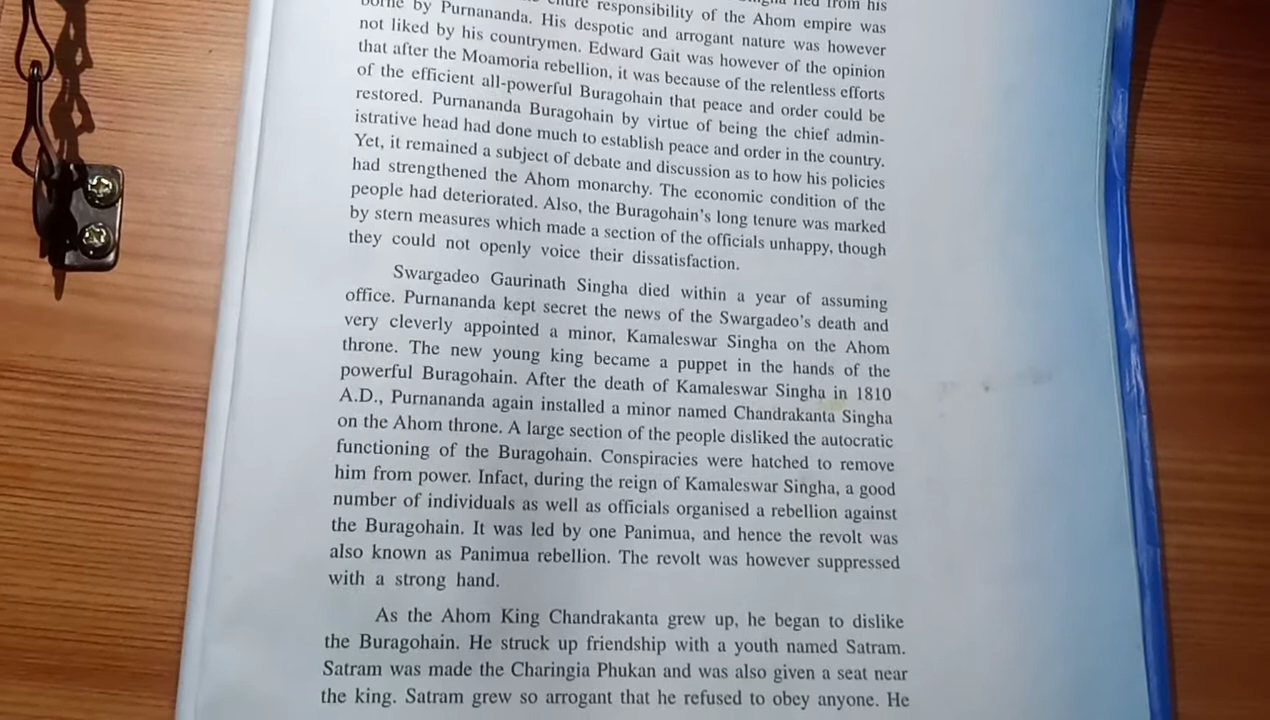 fled from his
borne by Purnananda. His despotic and arrogant nature was however
entire responsibility of the Ahom empire was
not liked by his countrymen. Edward Gait was however of the opinion
that after the Moamoria rebellion, it was because of the relentless efforts
of the efficient all-powerful Buragohain that peace and order could be
restored. Purnananda Buragohain by virtue of being the chief admin-
istrative head had done much to establish peace and order in the country.
Yet, it remained a subject of debate and discussion as to how his policies
had strengthened the Ahom monarchy. The economic condition of the
people had deteriorated. Also, the Buragohain's long tenure was marked
by stern measures which made a section of the officials unhappy, though
they could not openly voice their dissatisfaction.
Swargadeo Gaurinath Singha died within a year of assuming
office. Purnananda kept secret the news of the Swargadeo's death and
very cleverly appointed a minor, Kamaleswar Singha on the Ahom
throne. The new young king became a puppet in the hands of the
powerful Buragohain. After the death of Kamaleswar Singha in 1810
A.D., Purnananda again installed a minor named Chandrakanta Singha
on the Ahom throne. A large section of the people disliked the autocratic
functioning of the Buragohain. Conspiracies were hatched to remove
him from power. Infact, during the reign of Kamaleswar Singha, a good
number of individuals as well as officials organised a rebellion against
the Buragohain. It was led by one Panimua, and hence the revolt was
also known as Panimua rebellion. The revolt was however suppressed
with a strong hand.
As the Ahom King Chandrakanta grew up, he began to dislike
the Buragohain. He struck up friendship with a youth named Satram.
Satram was made the Charingia Phukan and was also given a seat near
the king. Satram grew so arrogant that he refused to obey anyone. He